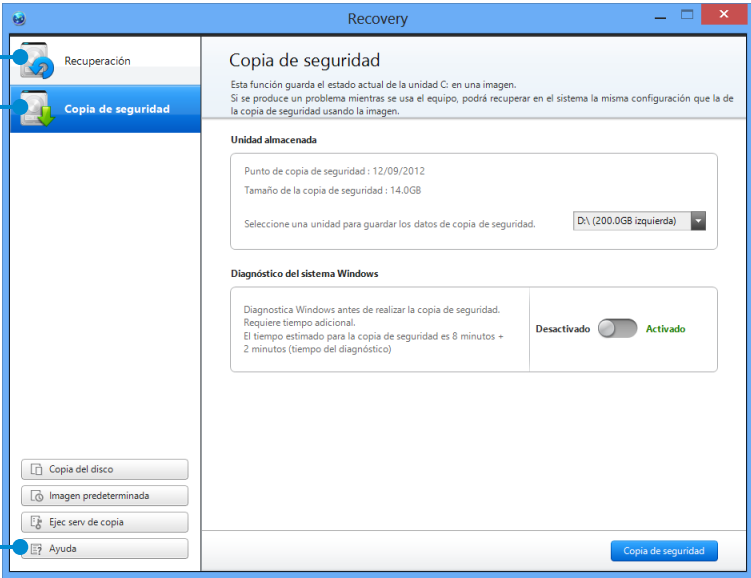 Recovery
Recuperación
Copia de seguridad
Copia de seguridad
Esta función guarda el estado actual de la unidad C: en una imagen.
Si se produce un problema mientras se usa el equipo, podrá recuperar en el sistema la misma configuración que la de
la copia de seguridad usando la imagen.
Unidad almacenada
Punto de copia de seguridad : 12/09/2012
Tamaño de la copia de seguridad : 14.0GB
Seleccione una unidad para guardar los datos de copia de seguridad.
D:\ (200.0GB izquierda)
Diagnóstico del sistema Windows
Diagnostica Windows antes de realizar la copia de seguridad.
Requiere tiempo adicional.
El tiempo estimado para la copia de seguridad es 8 minutos +
2 minutos (tiempo del diagnóstico)
Desactivado
Activado
Copia del disco
Imagen predeterminada
Ejec serv de copia
Ayuda
Copia de seguridad